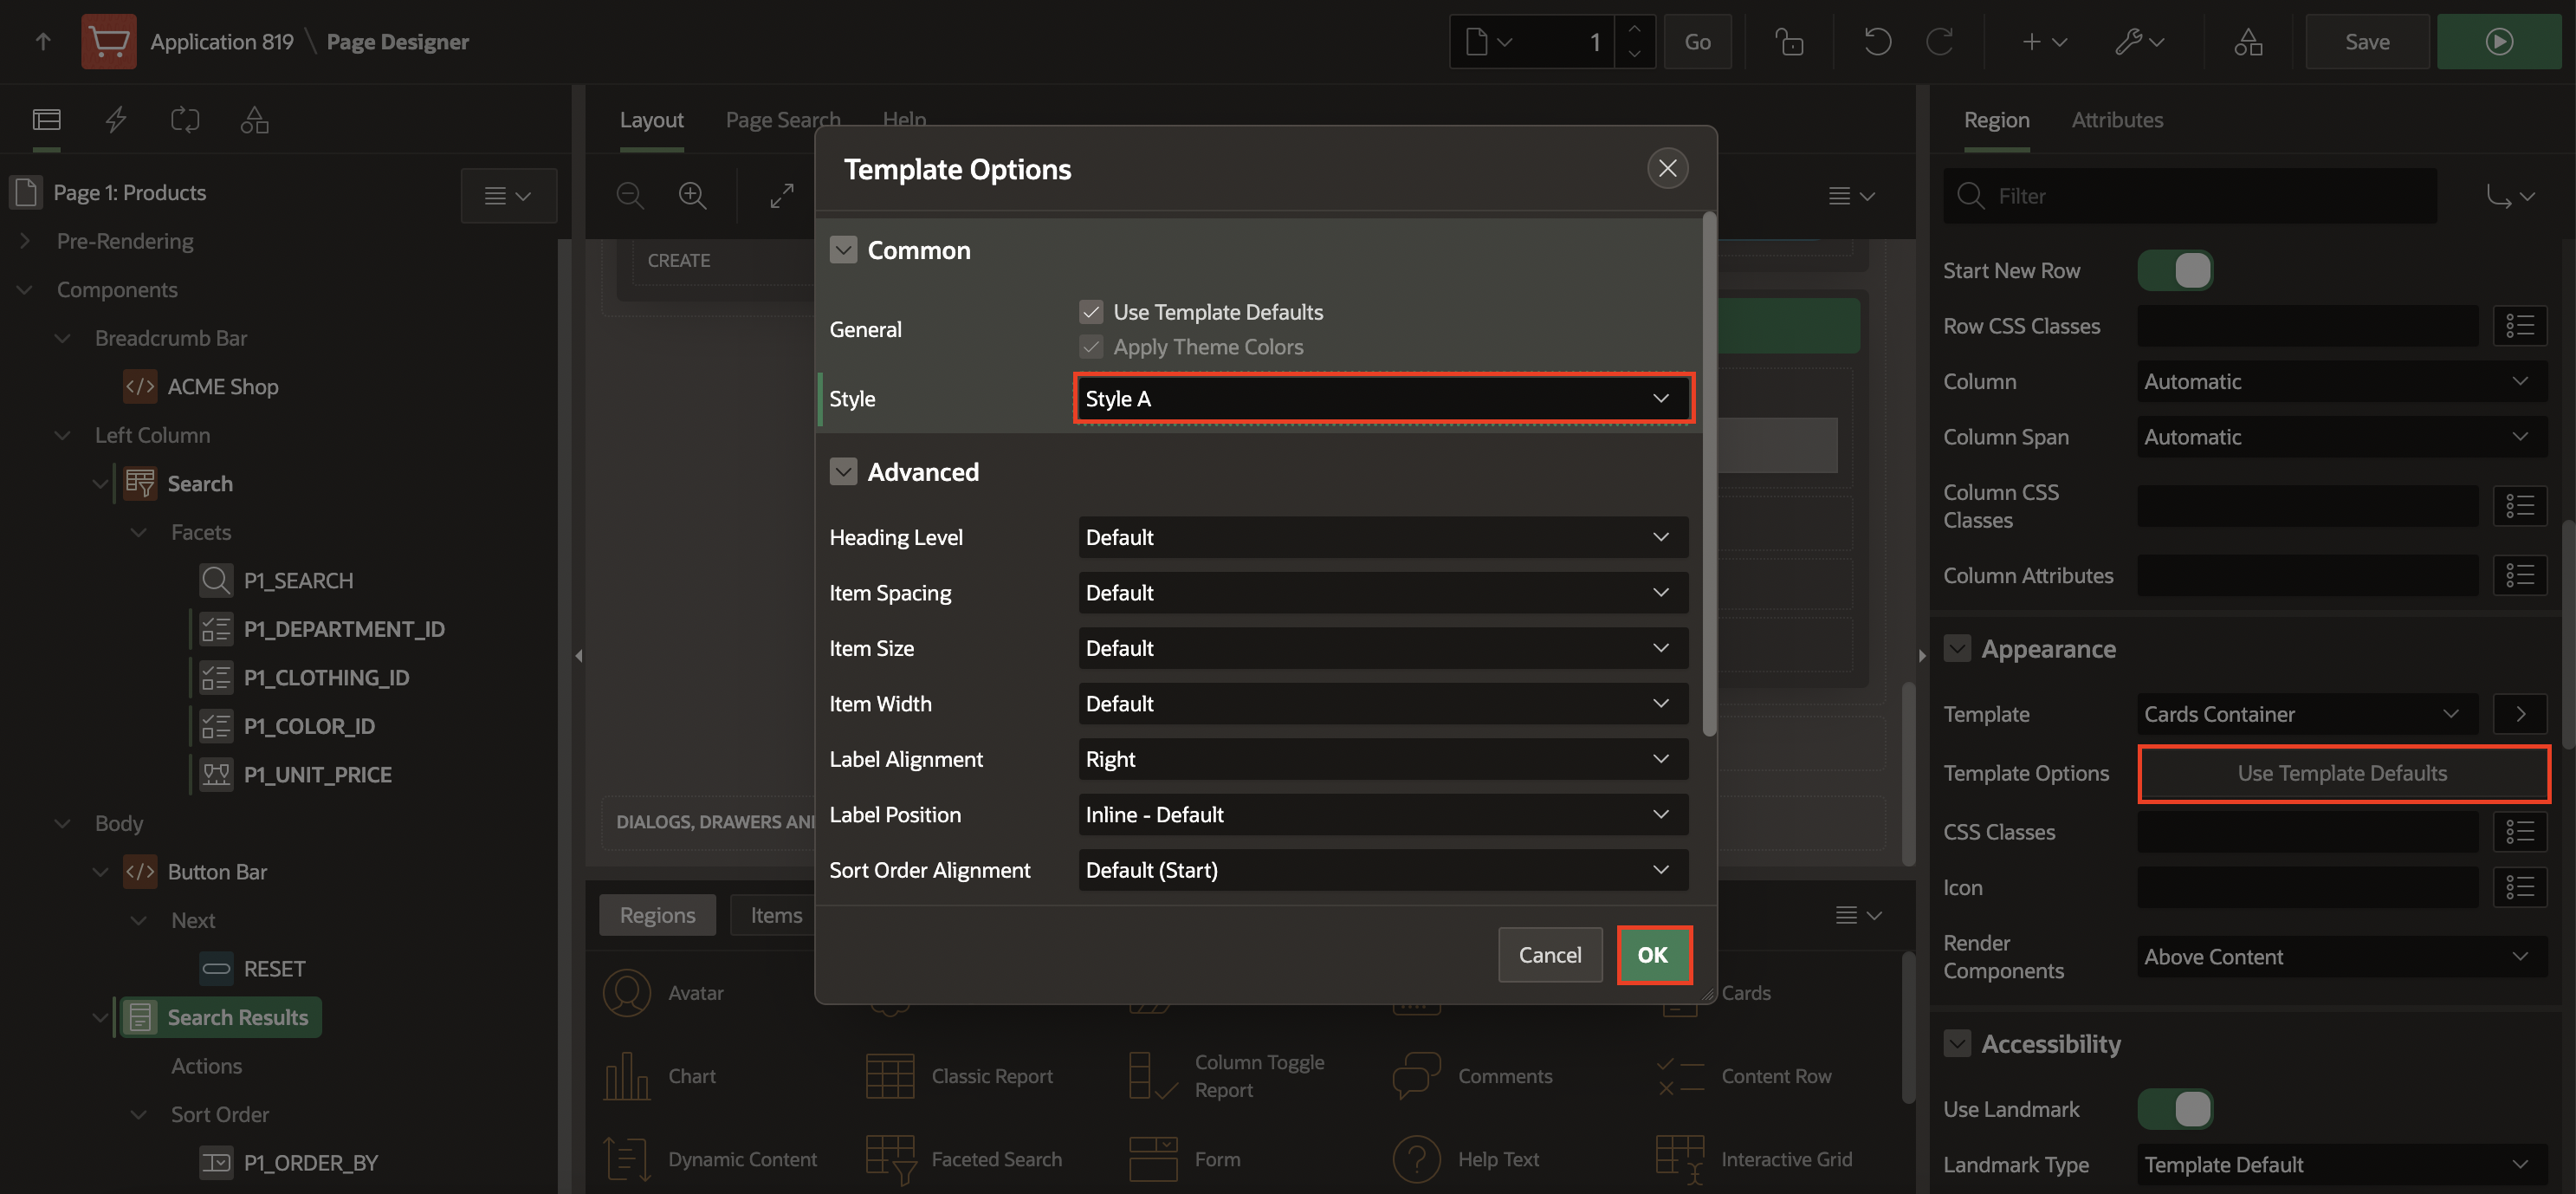 Application 819 \ Page Designer
1
Go
Save
Page 1: Products
Pre-Rendering
Components
Breadcrumb Bar
ACME Shop
Left Column
Search
Facets
P1_SEARCH
P1_DEPARTMENT_ID
P1_CLOTHING_ID
P1_COLOR_ID
P1_UNIT_PRICE
Body
Button Bar
Next
RESET
Search Results
Actions
Sort Order
P1_ORDER_BY
Layout
Page Search
Help
CREATE
DIALOGS, DRAWERS AN
Template Options
Common
General
Use Template Defaults
Apply Theme Colors
Style
Style A
Advanced
Heading Level
Default
Item Spacing
Default
Item Size
Default
Item Width
Default
Label Alignment
Right
Label Position
Inline - Default
Sort Order Alignment
Default (Start)
Cancel
OK
Regions
Items
Avatar
Cards
Chart
Classic Report
Column Toggle
Report
Comments
Content Row
Dynamic Content
Faceted Search
Form
Help Text
Interactive Grid
Region
Attributes
Filter
Start New Row
Row CSS Classes
Column
Automatic
Column Span
Automatic
Column CSS
Classes
Column Attributes
Appearance
Template
Cards Container
Template Options
Use Template Defaults
CSS Classes
Icon
Render
Components
Above Content
Accessibility
Use Landmark
Landmark Type
Template Default